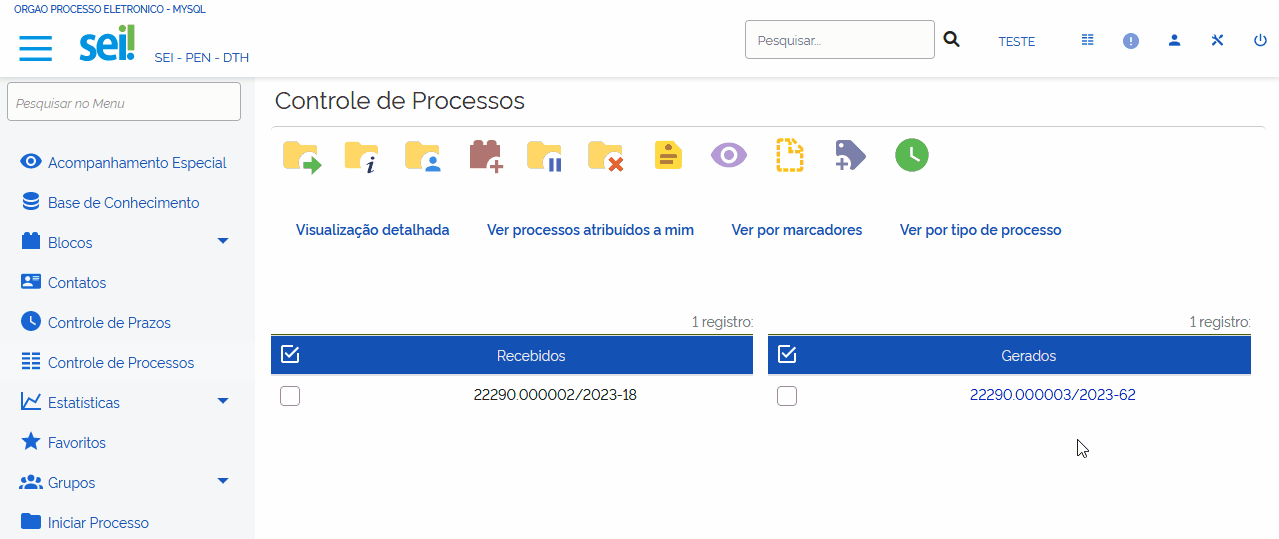 ORGAO PROCESSO ELETRONICO - MYSQL
sei!
SEI - PEN - DTH
Pesquisar...
TESTE
Pesquisar no Menu
Acompanhamento Especial
Base de Conhecimento
Blocos
Contatos
Controle de Prazos
Controle de Processos
Estatísticas
Favoritos
Grupos
Iniciar Processo
Controle de Processos
Visualização detalhada
Ver processos atribuídos a mim
Ver por marcadores
Ver por tipo de processo
1 registro:
Recebidos
22290.000002/2023-18
1 registro:
Gerados
22290.000003/2023-62